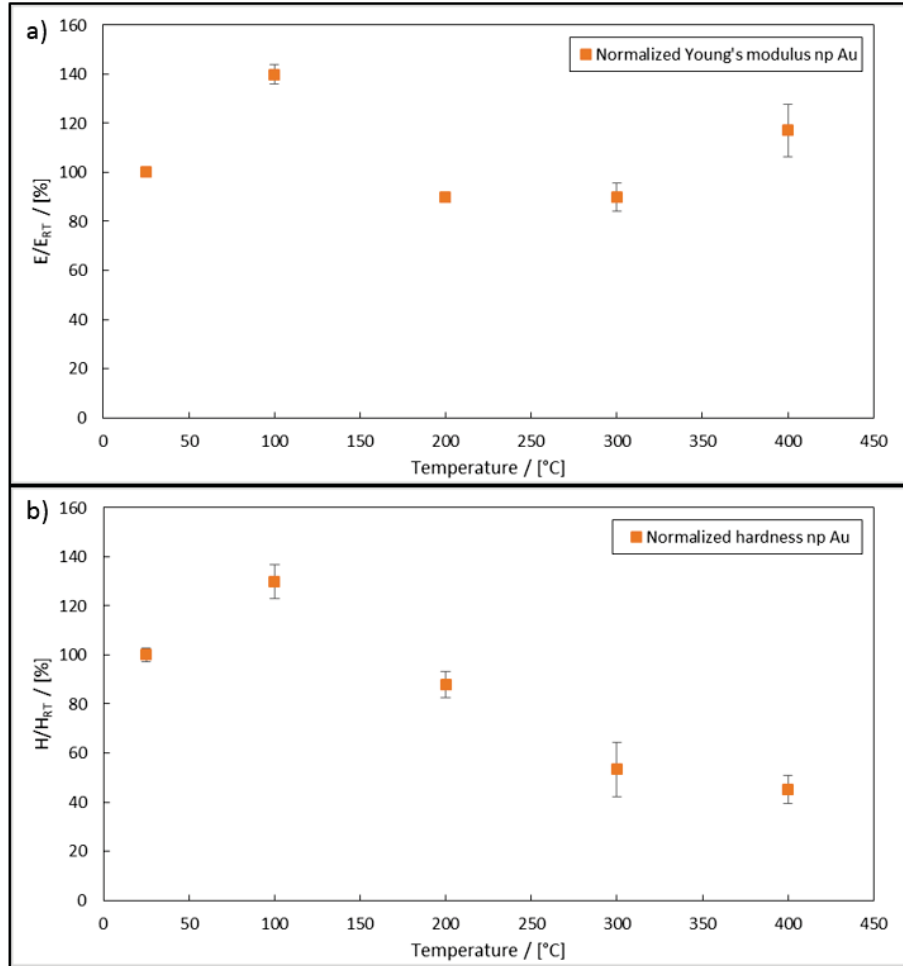 a)
Normalized Young's modulus np Au
E/E_RT / [%]
160
140
120
100
80
60
40
20
0
0 50 100 150 200 250 300 350 400 450
Temperature / [°C]
b)
Normalized hardness np Au
H/H_RT / [%]
160
140
120
100
80
60
40
20
0
0 50 100 150 200 250 300 350 400 450
Temperature / [°C]